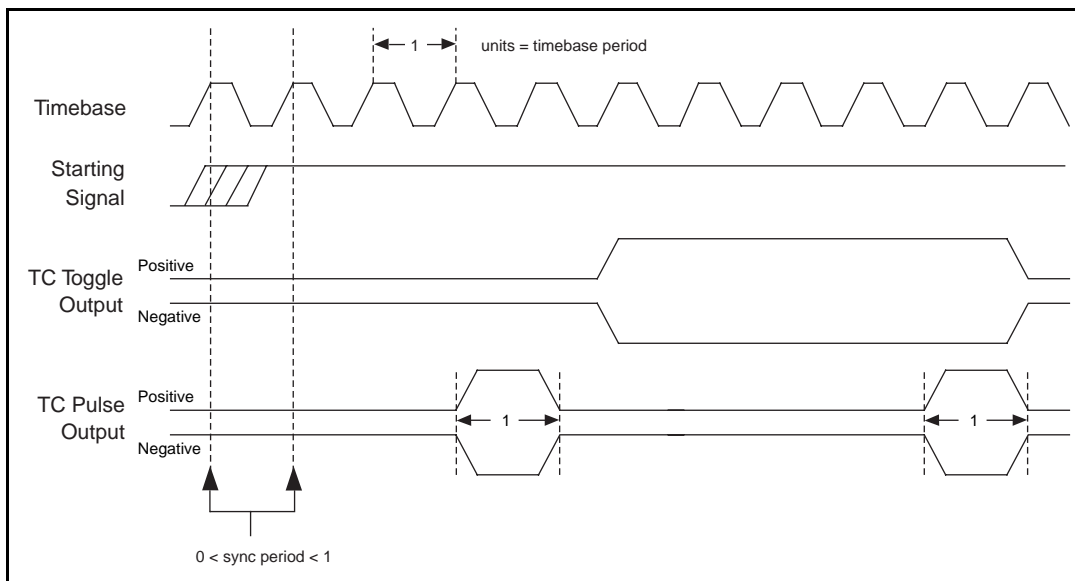 1
units = timebase period
Timebase
Starting
Signal
TC Toggle
Output
Positive
Negative
TC Pulse
Output
Positive
Negative
1
1
0 < sync period < 1